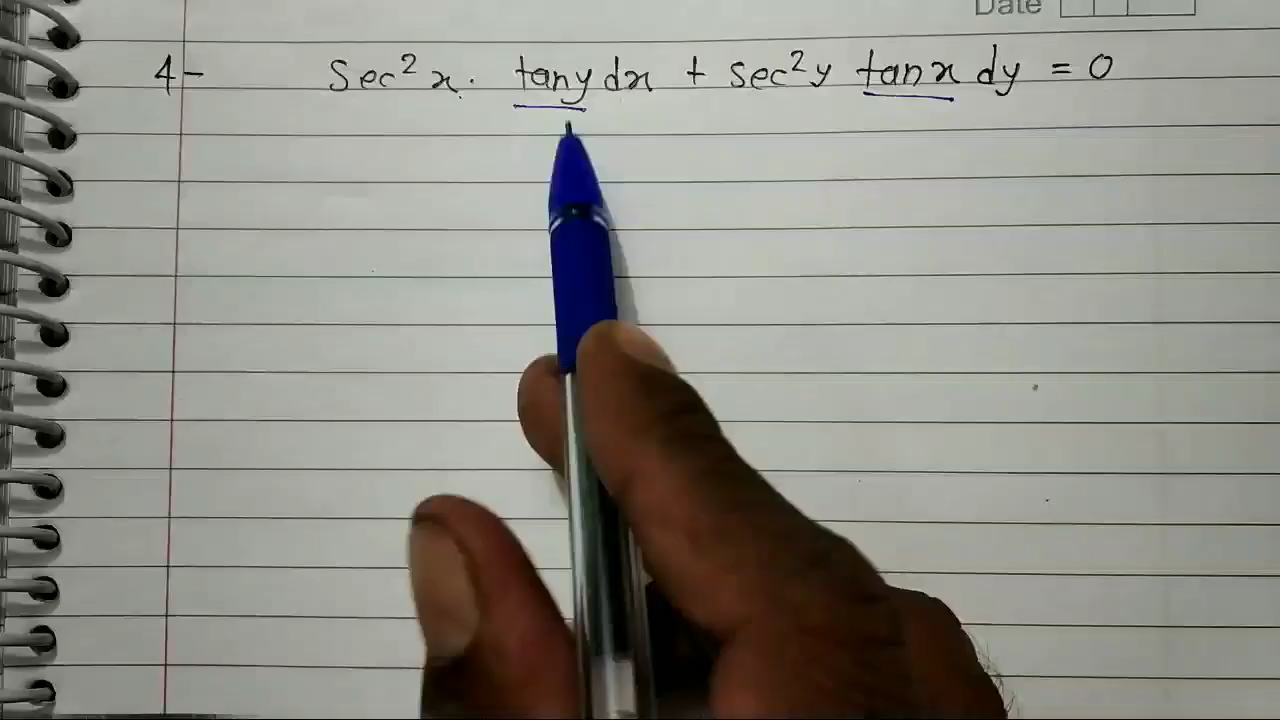 Date
4- Sec²x. tany dx + sec²y tanx dy = 0